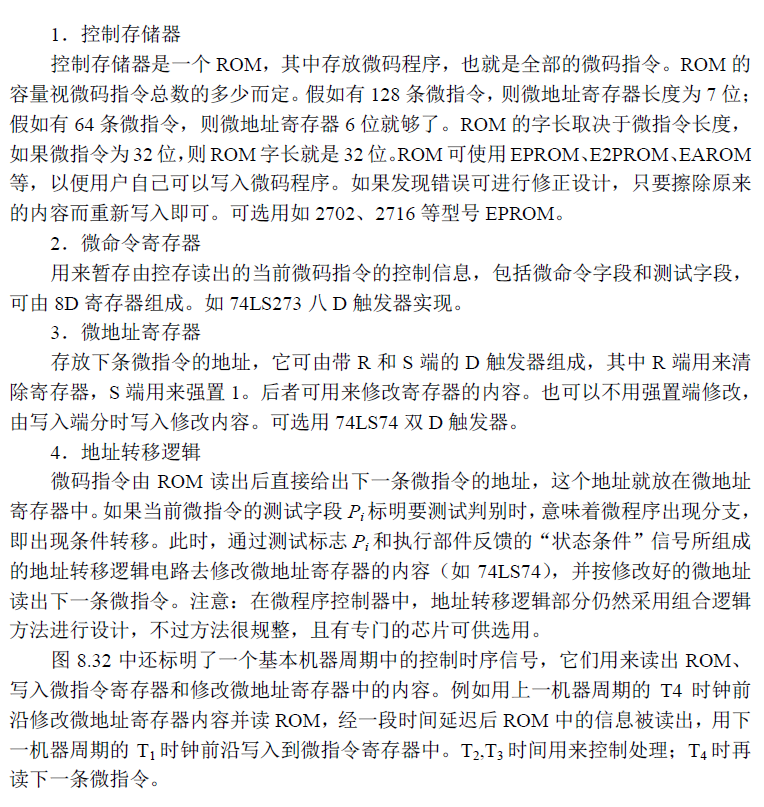 1．控制存储器
控制存储器是一个 ROM，其中存放微码程序，也就是全部的微码指令。ROM 的
容量视微码指令总数的多少而定。假如有 128 条微指令，则微地址寄存器长度为 7 位；
假如有 64 条微指令，则微地址寄存器 6 位就够了。ROM 的字长取决于微指令长度，
如果微指令为 32 位，则 ROM 字长就是 32 位。ROM 可使用 EPROM、E2PROM、EAROM
等，以便用户自己可以写入微码程序。如果发现错误可进行修正设计，只要擦除原来
的内容而重新写入即可。可选用如 2702、2716 等型号 EPROM。
2．微命令寄存器
用来暂存由控存读出的当前微码指令的控制信息，包括微命令字段和测试字段，
可由 8D 寄存器组成。如 74LS273 八 D 触发器实现。
3．微地址寄存器
存放下条微指令的地址，它可由带 R 和 S 端的 D 触发器组成，其中 R 端用来清
除寄存器，S 端用来强置 1。后者可用来修改寄存器的内容。也可以不用强置端修改，
由写入端分时写入修改内容。可选用 74LS74 双 D 触发器。
4．地址转移逻辑
微码指令由 ROM 读出后直接给出下一条微指令的地址，这个地址就放在微地址
寄存器中。如果当前微指令的测试字段 Pi 标明要测试判别时，意味着微程序出现分支，
即出现条件转移。此时，通过测试标志 Pi 和执行部件反馈的“状态条件”信号所组成
的地址转移逻辑电路去修改微地址寄存器的内容（如 74LS74），并按修改好的微地址
读出下一条微指令。注意：在微程序控制器中，地址转移逻辑部分仍然采用组合逻辑
方法进行设计，不过方法很规整，且有专门的芯片可供选用。
图 8.32 中还标明了一个基本机器周期中的控制时序信号，它们用来读出 ROM、
写入微指令寄存器和修改微地址寄存器中的内容。例如用上一机器周期的 T4 时钟前
沿修改微地址寄存器内容并读 ROM，经一段时间延迟后 ROM 中的信息被读出，用下
一机器周期的 T1 时钟前沿写入到微指令寄存器中。T2,T3 时间用来控制处理；T4 时再
读下一条微指令。